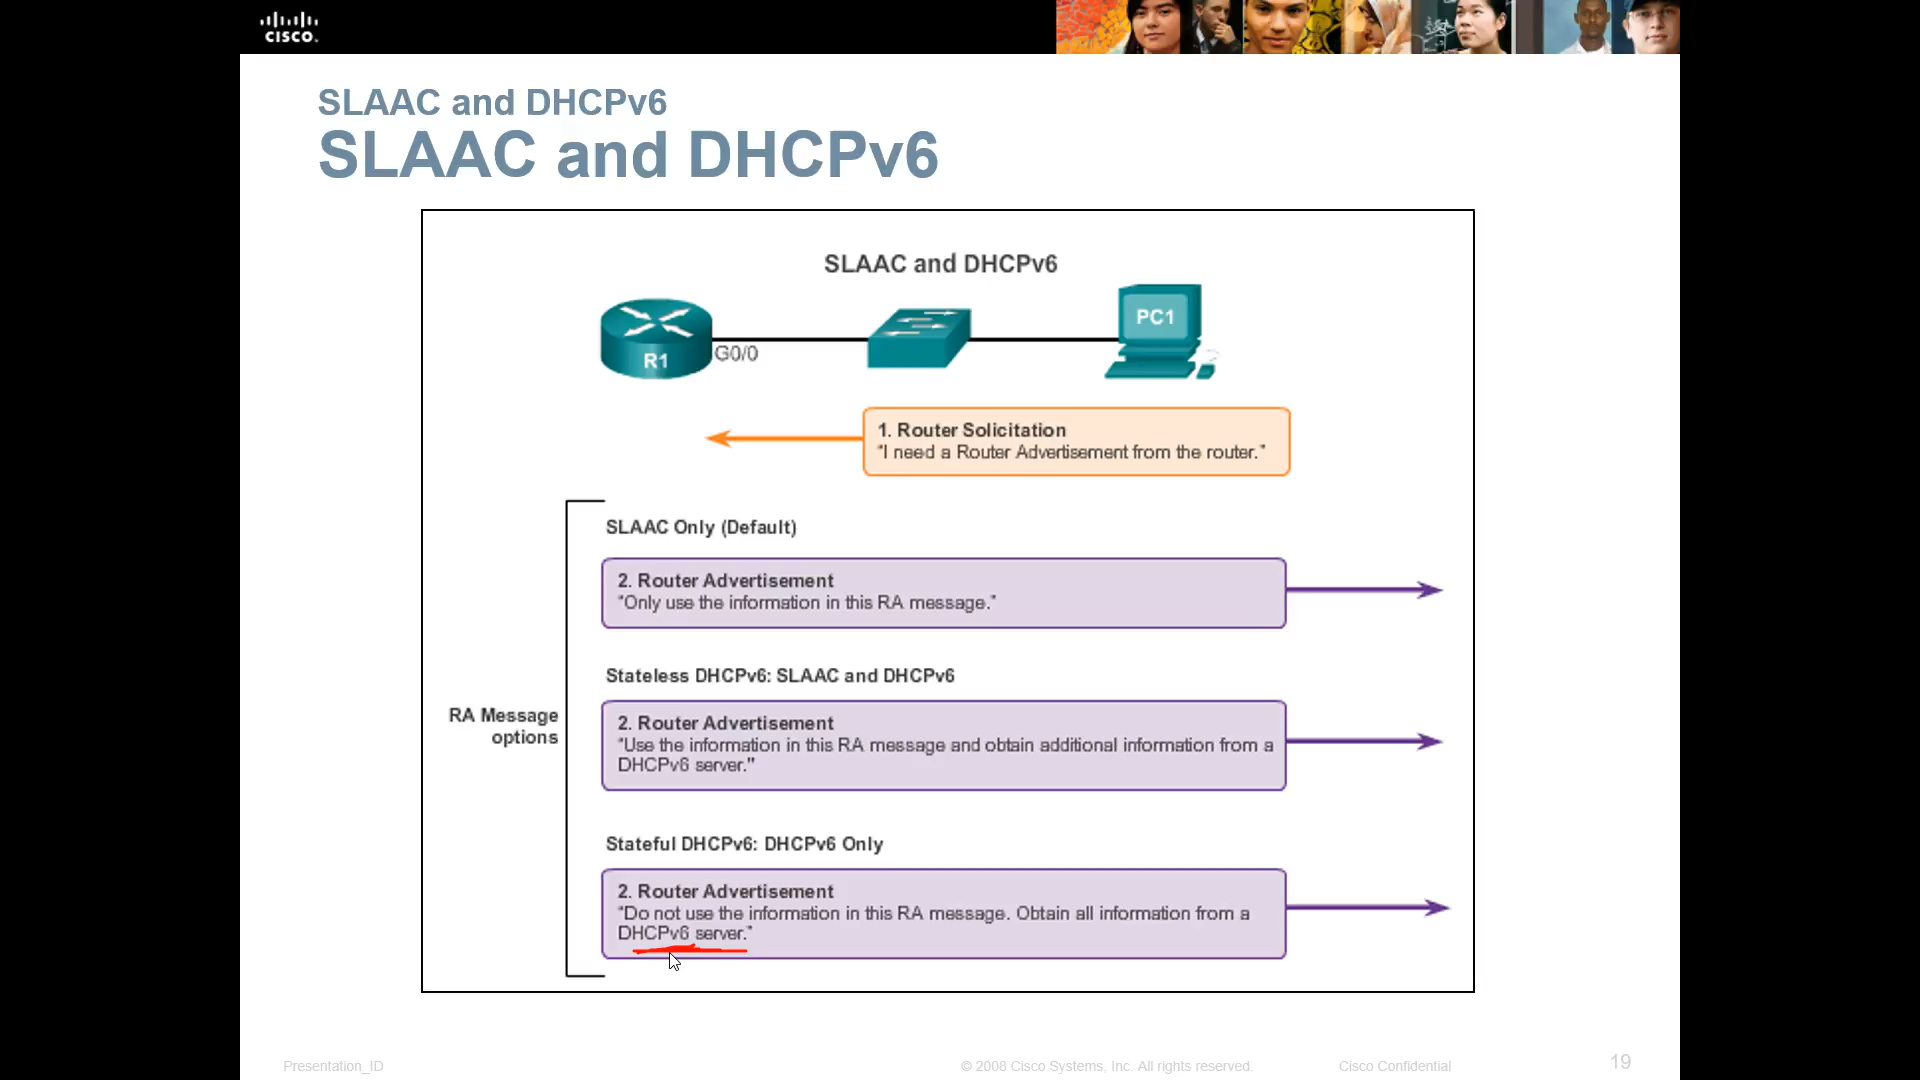 CISCO.
SLAAC and DHCPv6
SLAAC and DHCPv6
SLAAC and DHCPv6
R1
G0/0
PC1
1. Router Solicitation
"I need a Router Advertisement from the router."
SLAAC Only (Default)
2. Router Advertisement
"Only use the information in this RA message."
Stateless DHCPv6: SLAAC and DHCPv6
RA Message
options
2. Router Advertisement
"Use the information in this RA message and obtain additional information from a
DHCPv6 server."
Stateful DHCPv6: DHCPv6 Only
2. Router Advertisement
"Do not use the information in this RA message. Obtain all information from a
DHCPv6 server."
Presentation_ID
© 2008 Cisco Systems, Inc. All rights reserved.
Cisco Confidential
19